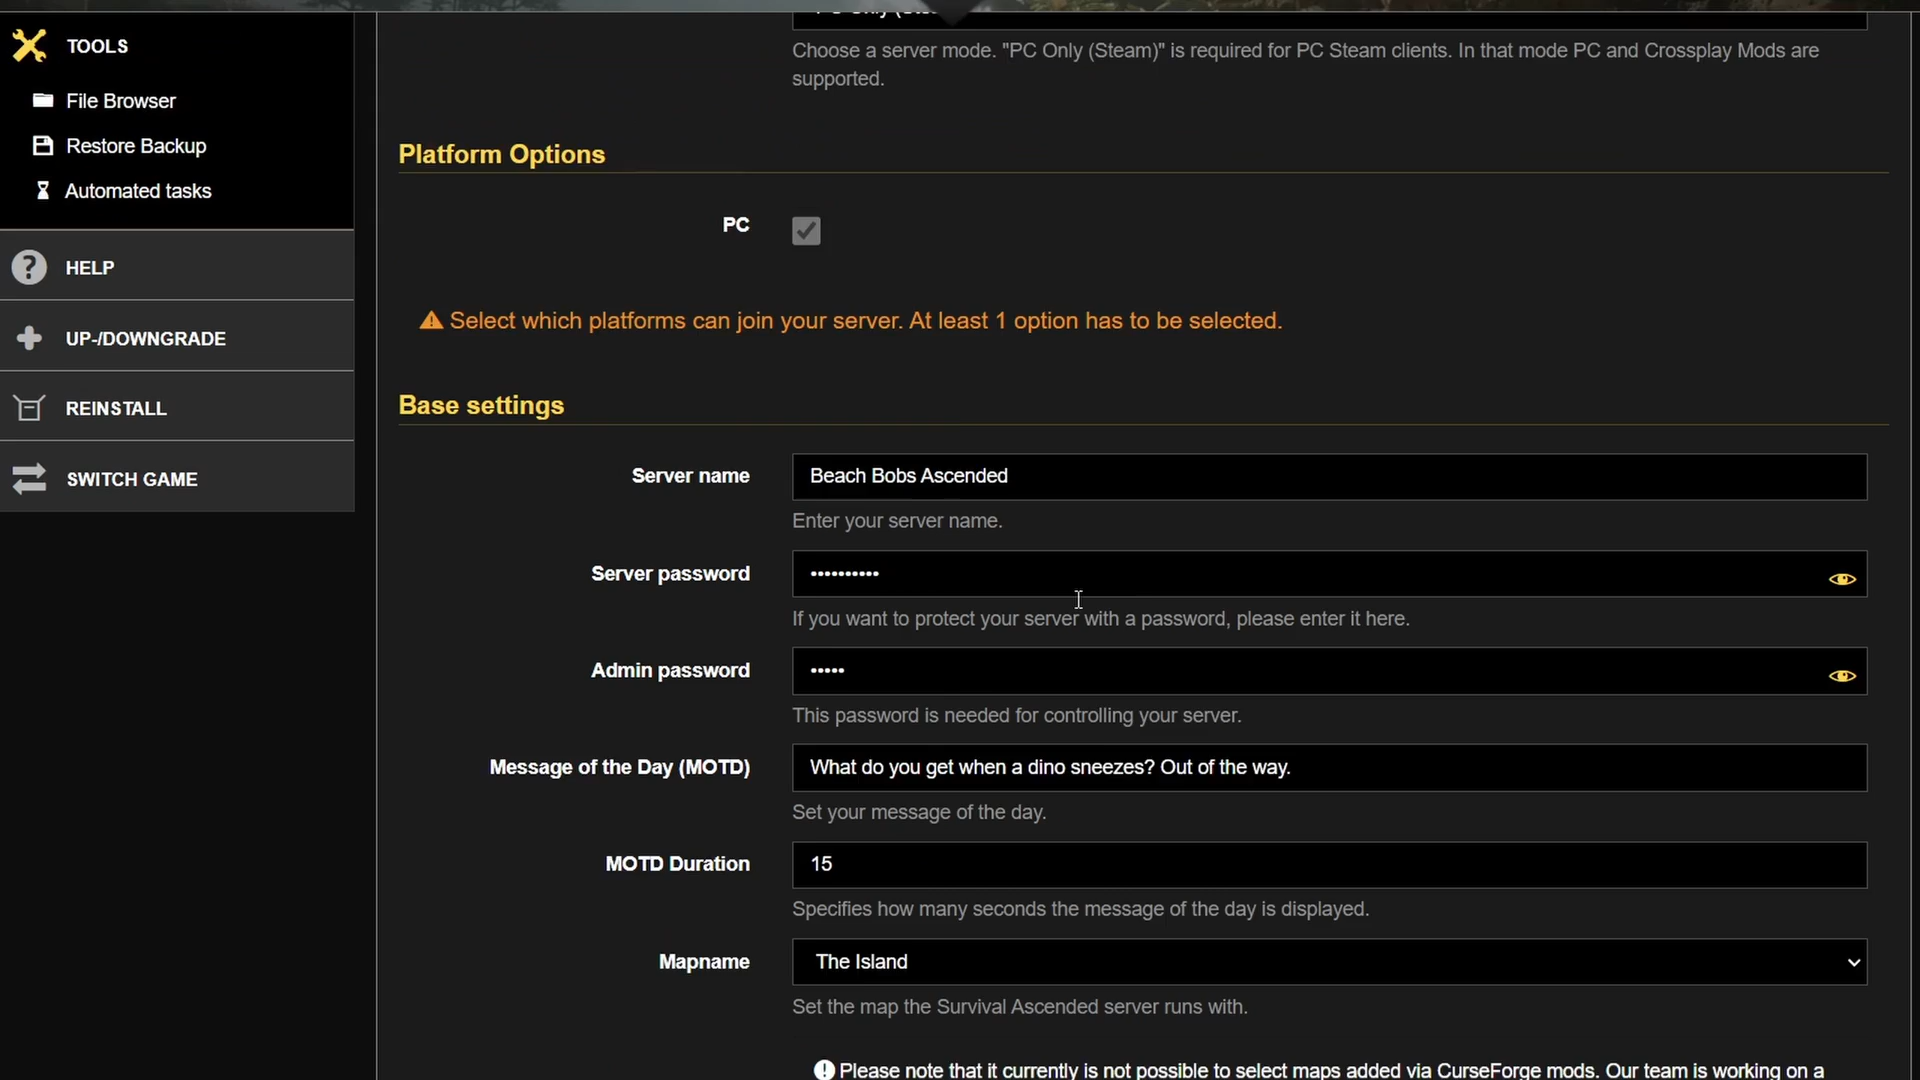 TOOLS
File Browser
Restore Backup
Automated tasks
HELP
UP-/DOWNGRADE
REINSTALL
SWITCH GAME
Choose a server mode. "PC Only (Steam)" is required for PC Steam clients. In that mode PC and Crossplay Mods are
supported.
Platform Options
PC
Select which platforms can join your server. At least 1 option has to be selected.
Base settings
Server name
Beach Bobs Ascended
Enter your server name.
Server password
••••••••••
If you want to protect your server with a password, please enter it here.
Admin password
•••••
This password is needed for controlling your server.
Message of the Day (MOTD)
What do you get when a dino sneezes? Out of the way.
Set your message of the day.
MOTD Duration
15
Specifies how many seconds the message of the day is displayed.
Mapname
The Island
Set the map the Survival Ascended server runs with.
Please note that it currently is not possible to select maps added via CurseForge mods. Our team is working on a